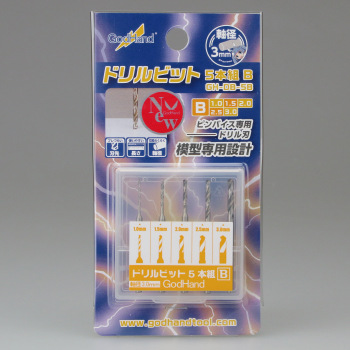 GodHand
軸径
3mm
ドリルビット 5本組 B
GH-DB-5B
New
B
1.0 1.5 2.0
2.5 3.0
ピンバイス専用
ドリル刃
模型専用設計
1.0mm 1.5mm 2.0mm 2.5mm 3.0mm
ドリルビット 5本組 B
GodHand
www.godhandtool.com